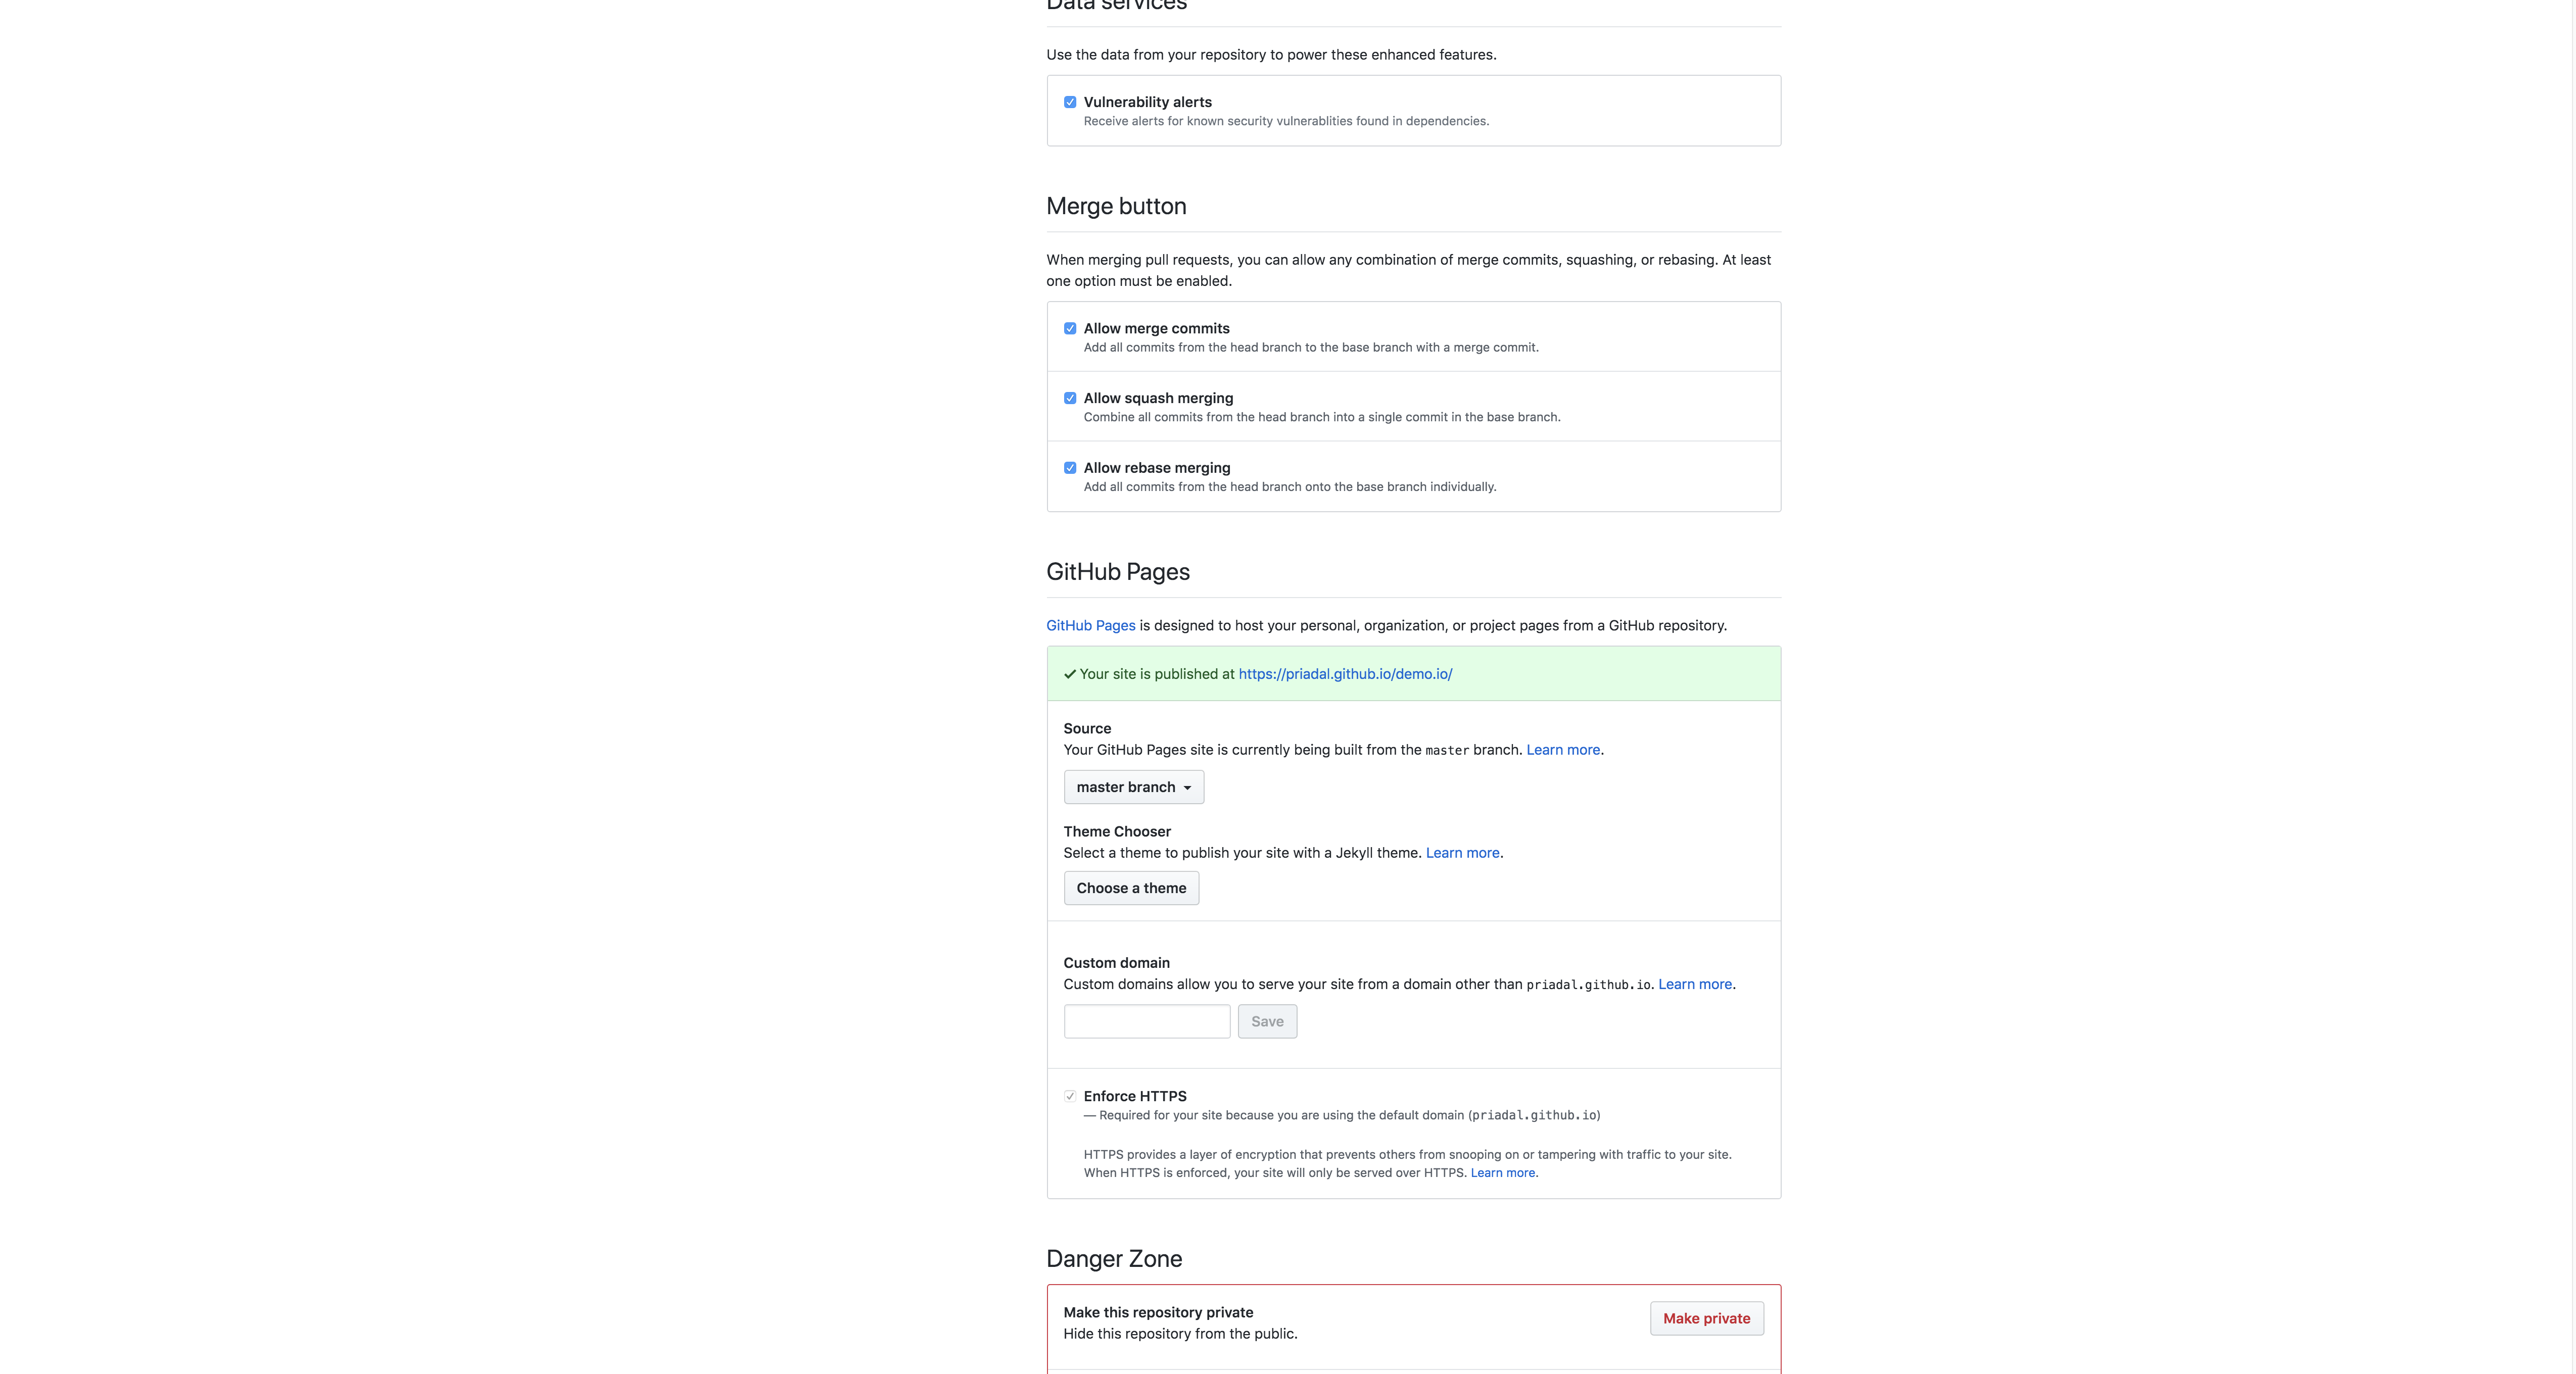 Data services
Use the data from your repository to power these enhanced features.
Vulnerability alerts
Receive alerts for known security vulnerablities found in dependencies.
Merge button
When merging pull requests, you can allow any combination of merge commits, squashing, or rebasing. At least
one option must be enabled.
Allow merge commits
Add all commits from the head branch to the base branch with a merge commit.
Allow squash merging
Combine all commits from the head branch into a single commit in the base branch.
Allow rebase merging
Add all commits from the head branch onto the base branch individually.
GitHub Pages
GitHub Pages is designed to host your personal, organization, or project pages from a GitHub repository.
✓ Your site is published at https://priadal.github.io/demo.io/
Source
Your GitHub Pages site is currently being built from the master branch. Learn more.
master branch
Theme Chooser
Select a theme to publish your site with a Jekyll theme. Learn more.
Choose a theme
Custom domain
Custom domains allow you to serve your site from a domain other than priadal.github.io. Learn more.
Save
Enforce HTTPS
— Required for your site because you are using the default domain (priadal.github.io)
HTTPS provides a layer of encryption that prevents others from snooping on or tampering with traffic to your site.
When HTTPS is enforced, your site will only be served over HTTPS. Learn more.
Danger Zone
Make this repository private
Hide this repository from the public.
Make private